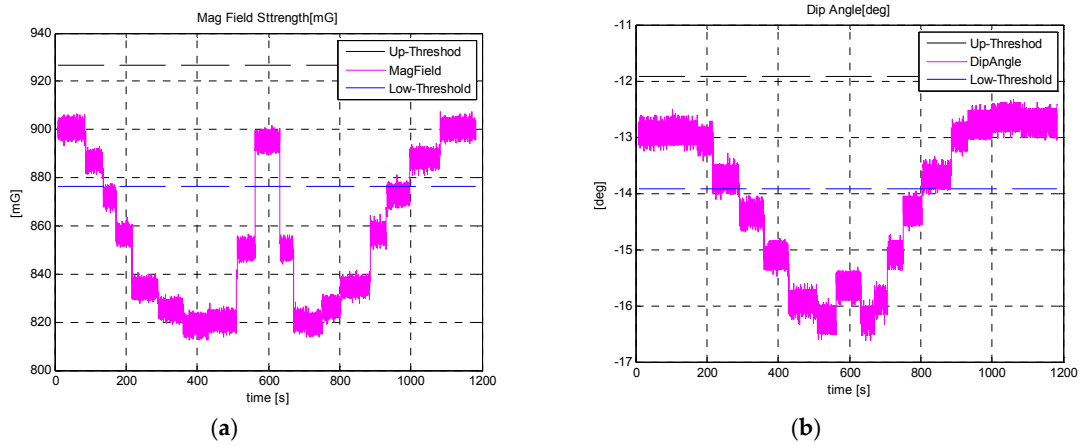 Mag Field Sttrength[mG]
940
920
900
880
860
840
820
800
[mG]
0
200
400
600
800
1000
1200
time [s]
Up-Threshod
MagField
Low-Threshold
(a)
Dip Angle[deg]
-11
-12
-13
-14
-15
-16
-17
[deg]
0
200
400
600
800
1000
1200
time [s]
Up-Threshod
DipAngle
Low-Threshold
(b)